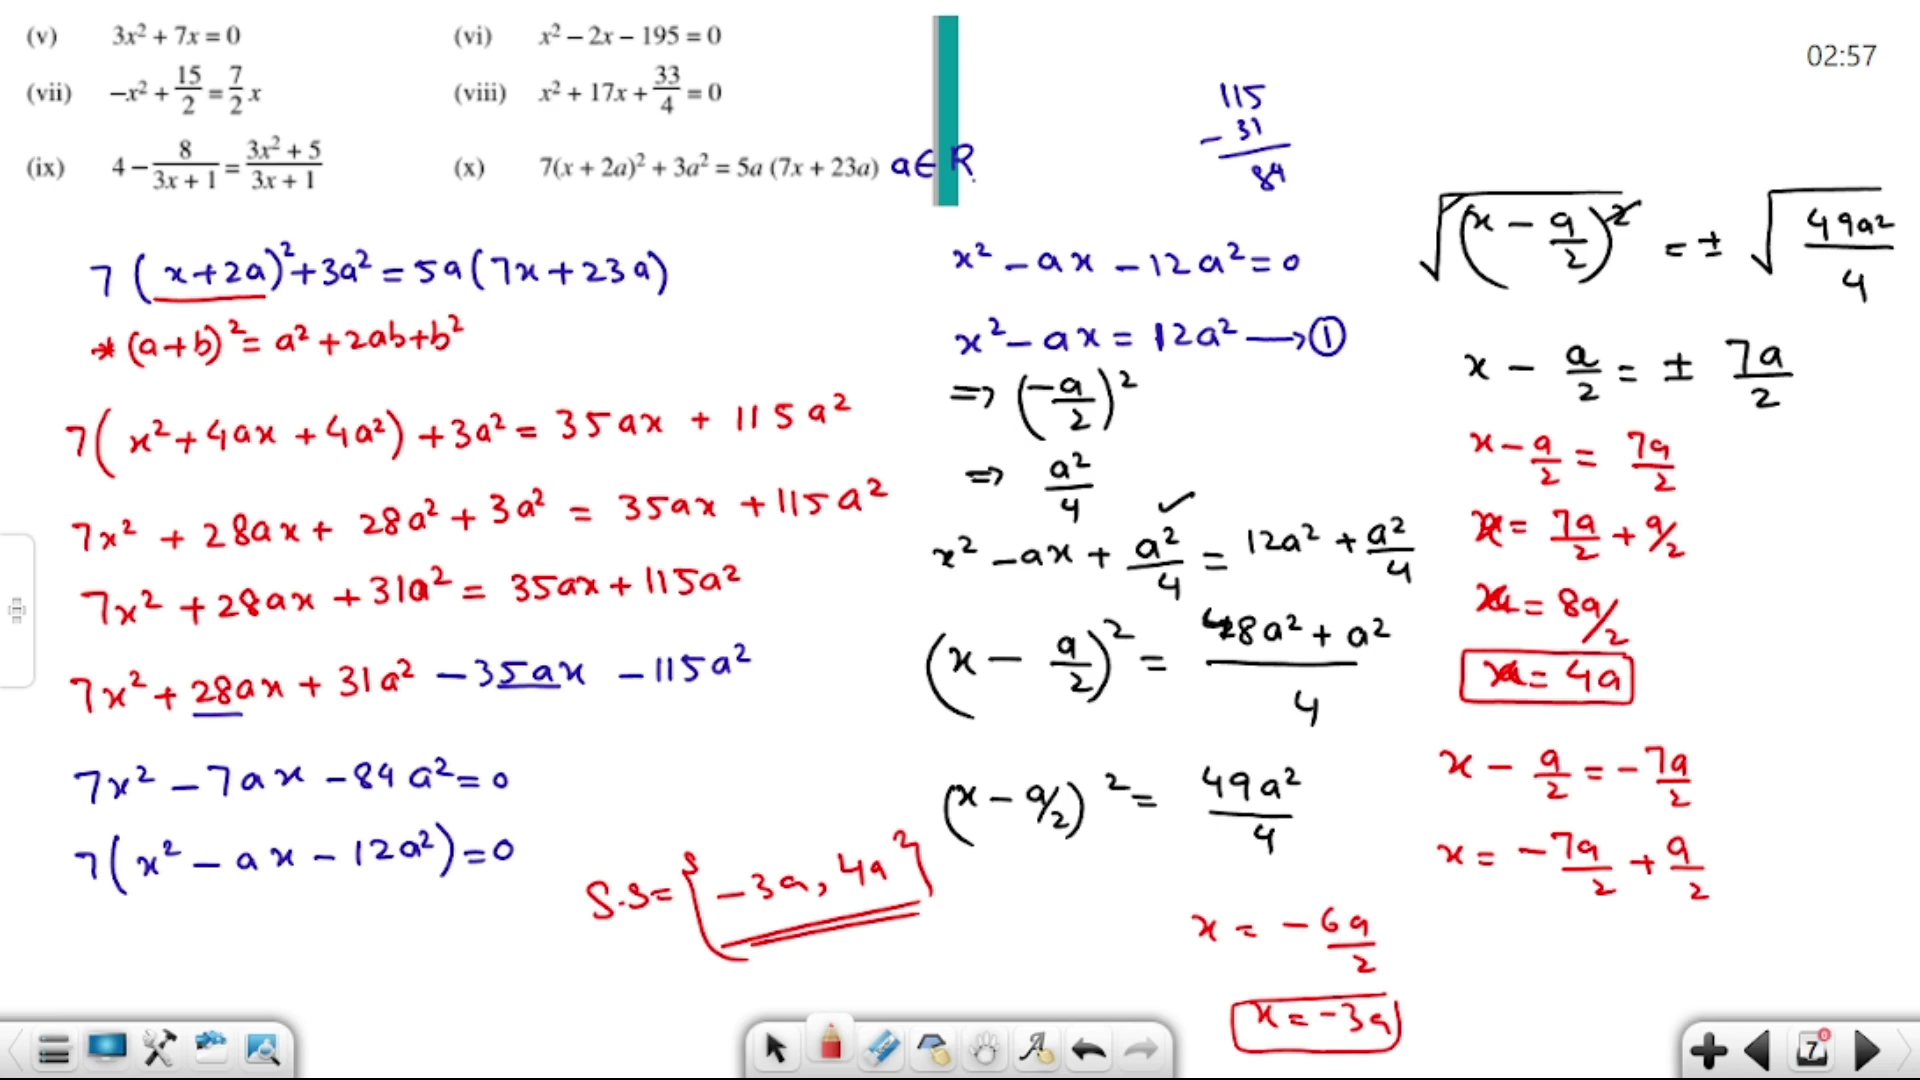 (v) 3x² + 7x = 0 (vi) x² – 2x – 195 = 0
(vii) –x² + 15/2 = 7/2 x (viii) x² + 17x + 33/4 = 0
(ix) 4 – 8/(3x + 1) = (3x² + 5)/(3x + 1) (x) 7(x + 2a)² + 3a² = 5a (7x + 23a) a∈R
7(x+2a)²+3a²=5a(7x+23a)
*(a+b)²=a²+2ab+b²
7(x²+4ax+4a²)+3a²=35ax+115a²
7x²+28ax+28a²+3a²=35ax+115a²
7x²+28ax+31a²=35ax+115a²
7x²+28ax+31a²-35ax-115a²
7x²-7ax-84a²=0
7(x²-ax-12a²)=0
S.S={-3a, 4a}
115
-31
84
x²-ax-12a²=0
x²-ax=12a²→①
⇒(-a/2)²
⇒a²/4
✓
x²-ax+a²/4=12a²+a²/4
(x-a/2)²=(48a²+a²)/4
(x-a/2)²=49a²/4
02:57
√(x-a/2)²=±√(49a²/4)
x-a/2=±7a/2
x-a/2=7a/2
x=7a/2+a/2
x=8a/2
x=4a
x-a/2=-7a/2
x=-7a/2+a/2
x=-6a/2
x=-3a
A
7
0